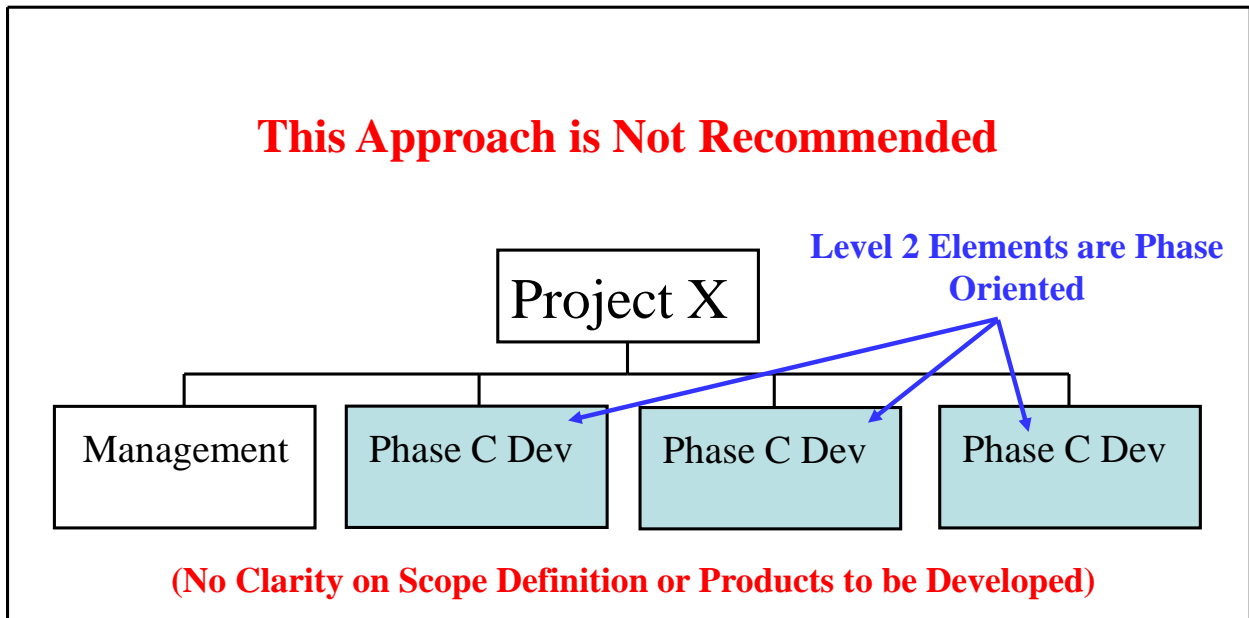 This Approach is Not Recommended
Level 2 Elements are Phase
Oriented
Project X
Management
Phase C Dev
Phase C Dev
Phase C Dev
(No Clarity on Scope Definition or Products to be Developed)